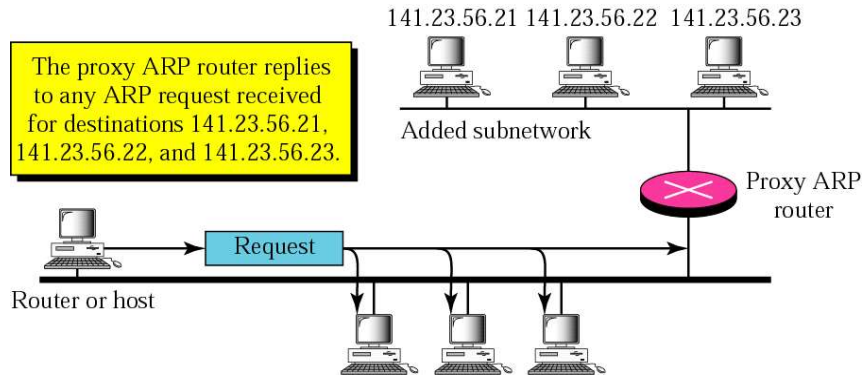 141.23.56.21 141.23.56.22 141.23.56.23
The proxy ARP router replies
to any ARP request received
for destinations 141.23.56.21,
141.23.56.22, and 141.23.56.23.
Added subnetwork
Proxy ARP
router
Request
Router or host